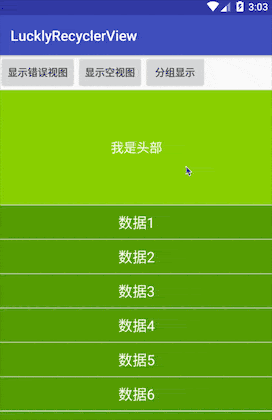 3:03
LucklyRecyclerView
显示错误视图 显示空视图 分组显示
我是头部
数据1
数据2
数据3
数据4
数据5
数据6